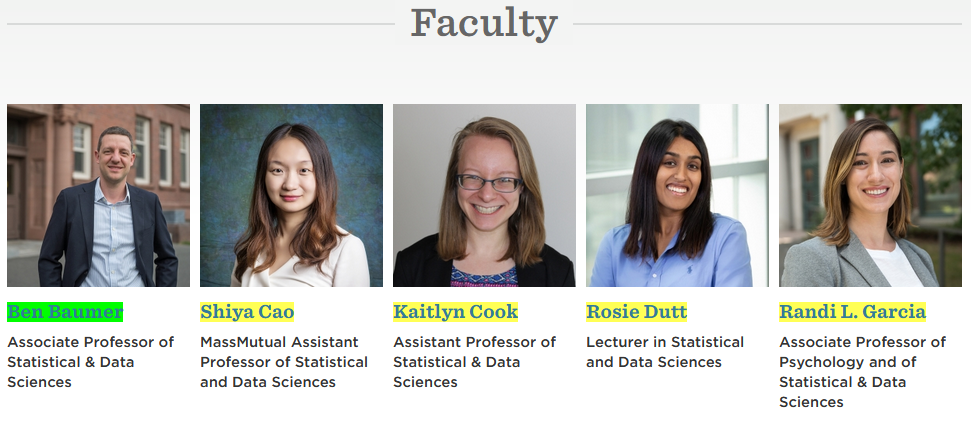 Faculty
Ben Baumer
Associate Professor of
Statistical & Data
Sciences
Shiya Cao
MassMutual Assistant
Professor of Statistical
and Data Sciences
Kaitlyn Cook
Assistant Professor of
Statistical & Data
Sciences
Rosie Dutt
Lecturer in Statistical
and Data Sciences
Randi L. Garcia
Associate Professor of
Psychology and of
Statistical & Data
Sciences